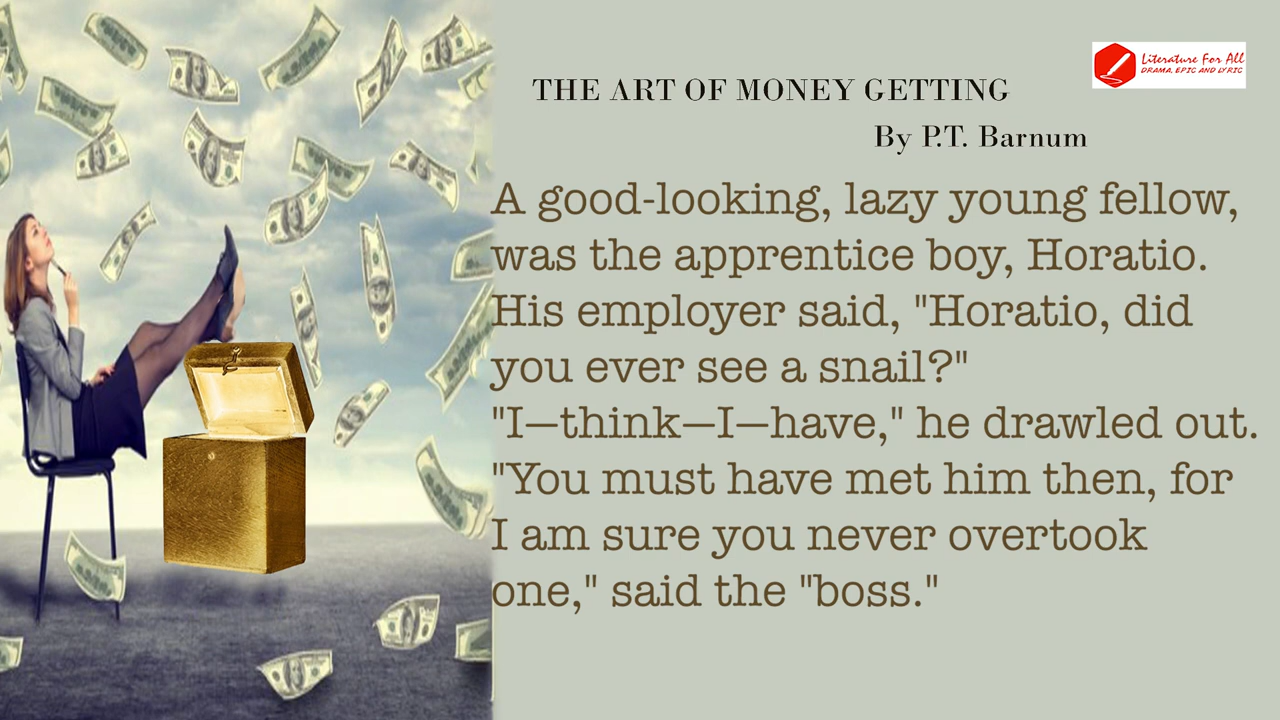 Literature For All
DRAMA, EPIC AND LYRIC
THE ART OF MONEY GETTING
By P.T. Barnum
A good-looking, lazy young fellow,
was the apprentice boy, Horatio.
His employer said, "Horatio, did
you ever see a snail?"
"I—think—I—have," he drawled out.
"You must have met him then, for
I am sure you never overtook
one," said the "boss."